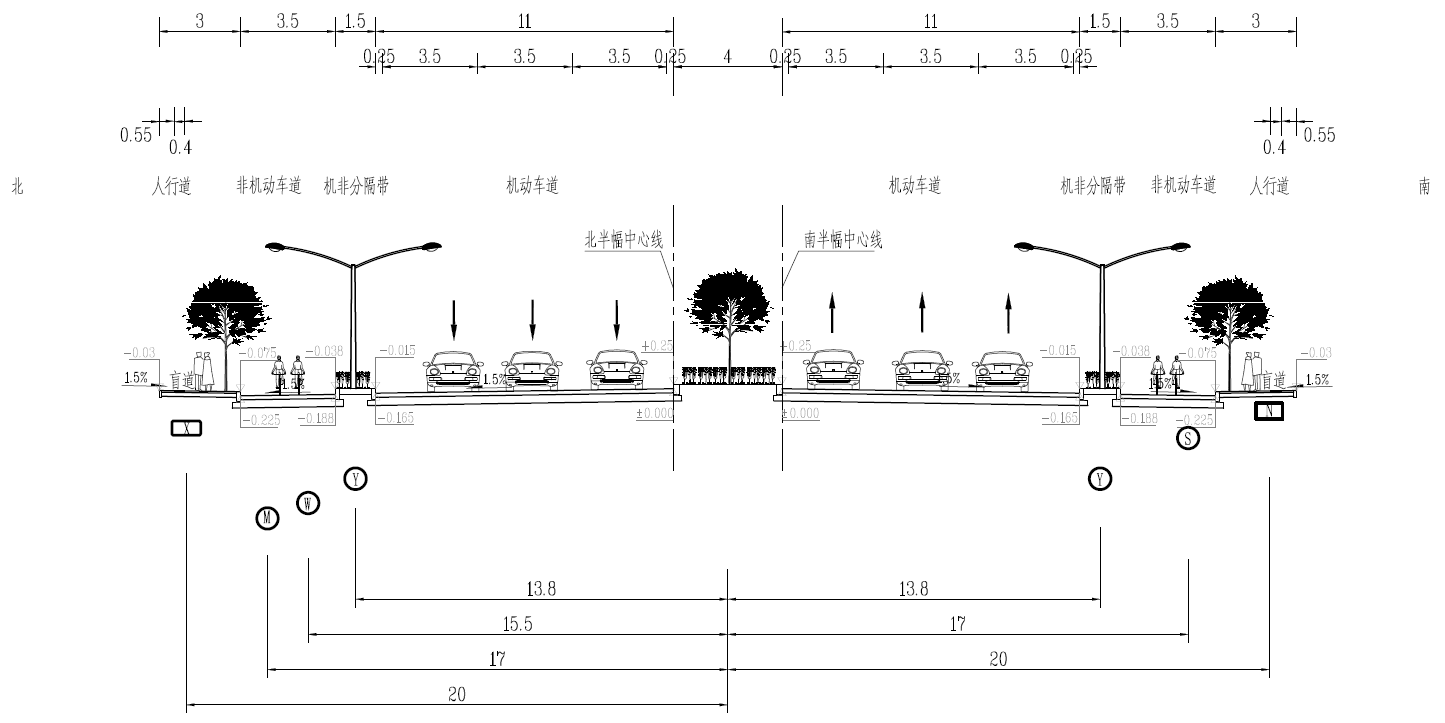 3 3.5 1.5 11 11 1.5 3.5 3
0.25 3.5 3.5 3.5 0.25 4 0.25 3.5 3.5 3.5 0.25
0.55 0.4 0.4 0.55
北 人行道 非机动车道 机非分隔带 机动车道 机动车道 机非分隔带 非机动车道 人行道 南
北半幅中心线 南半幅中心线
-0.03 -0.075 -0.038 -0.015 +0.25 +0.25 -0.015 -0.038 -0.075 -0.03
1.5% 盲道 1.5% 1.5% 1.5% 盲道 1.5%
-0.225 -0.188 -0.165 ±0.000 ±0.000 -0.165 -0.188 -0.225
X N
S
Y Y
W
M
13.8 13.8
15.5 17
17 20
20